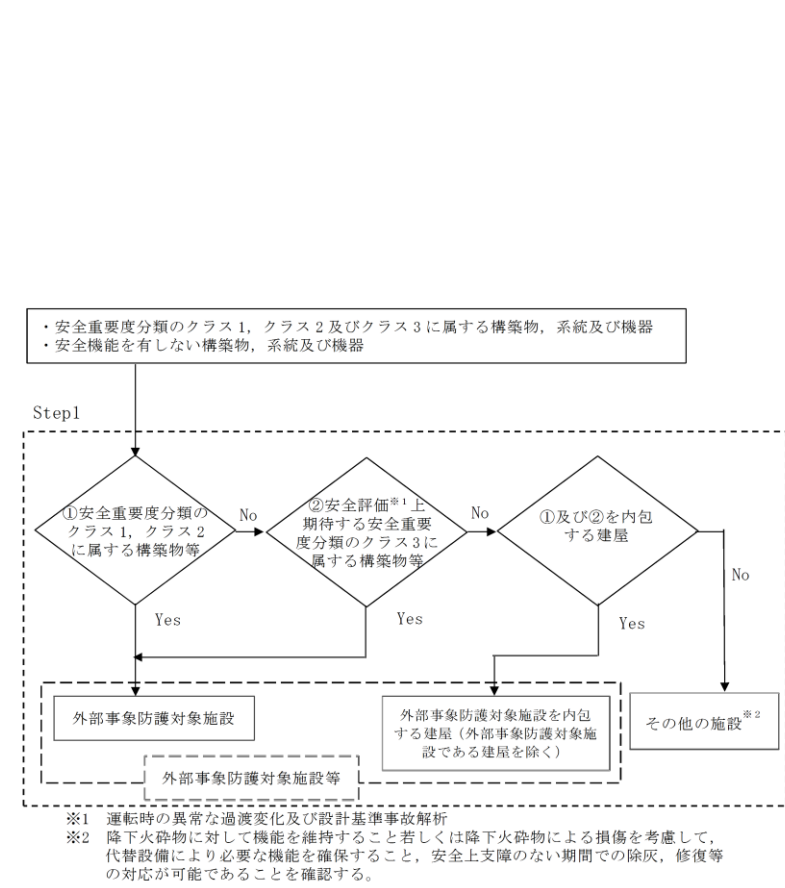 ・安全重要度分類のクラス1，クラス2及びクラス3に属する構築物，系統及び機器
・安全機能を有しない構築物，系統及び機器
Step1
①安全重要度分類の
クラス1，クラス2
に属する構築物等
No
②安全評価※1上
期待する安全重要
度分類のクラス3に
属する構築物等
No
①及び②を内包
する建屋
No
Yes
Yes
Yes
外部事象防護対象施設
外部事象防護対象施設を内包
する建屋（外部事象防護対象施
設である建屋を除く）
その他の施設※2
外部事象防護対象施設等
※1　運転時の異常な過渡変化及び設計基準事故解析
※2　降下火砕物に対して機能を維持すること若しくは降下火砕物による損傷を考慮して，
代替設備により必要な機能を確保すること，安全上支障のない期間での除灰，修復等
の対応が可能であることを確認する。